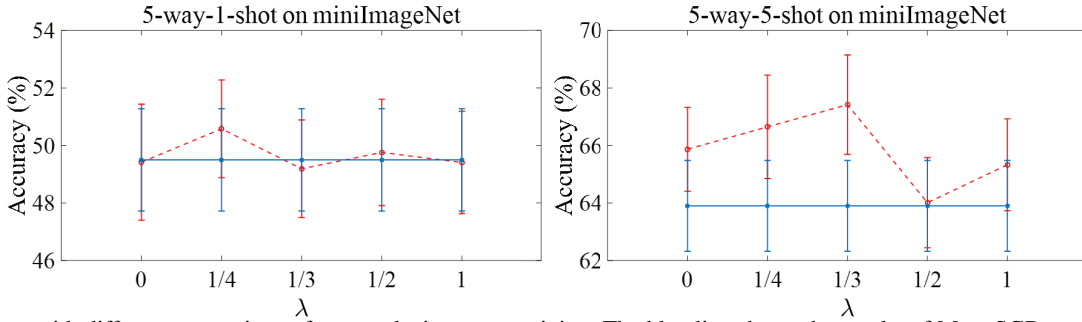 5-way-1-shot on miniImageNet
54
52
50
48
46
Accuracy (%)
0 1/4 1/3 1/2 1
λ
5-way-5-shot on miniImageNet
70
68
66
64
62
Accuracy (%)
0 1/4 1/3 1/2 1
λ